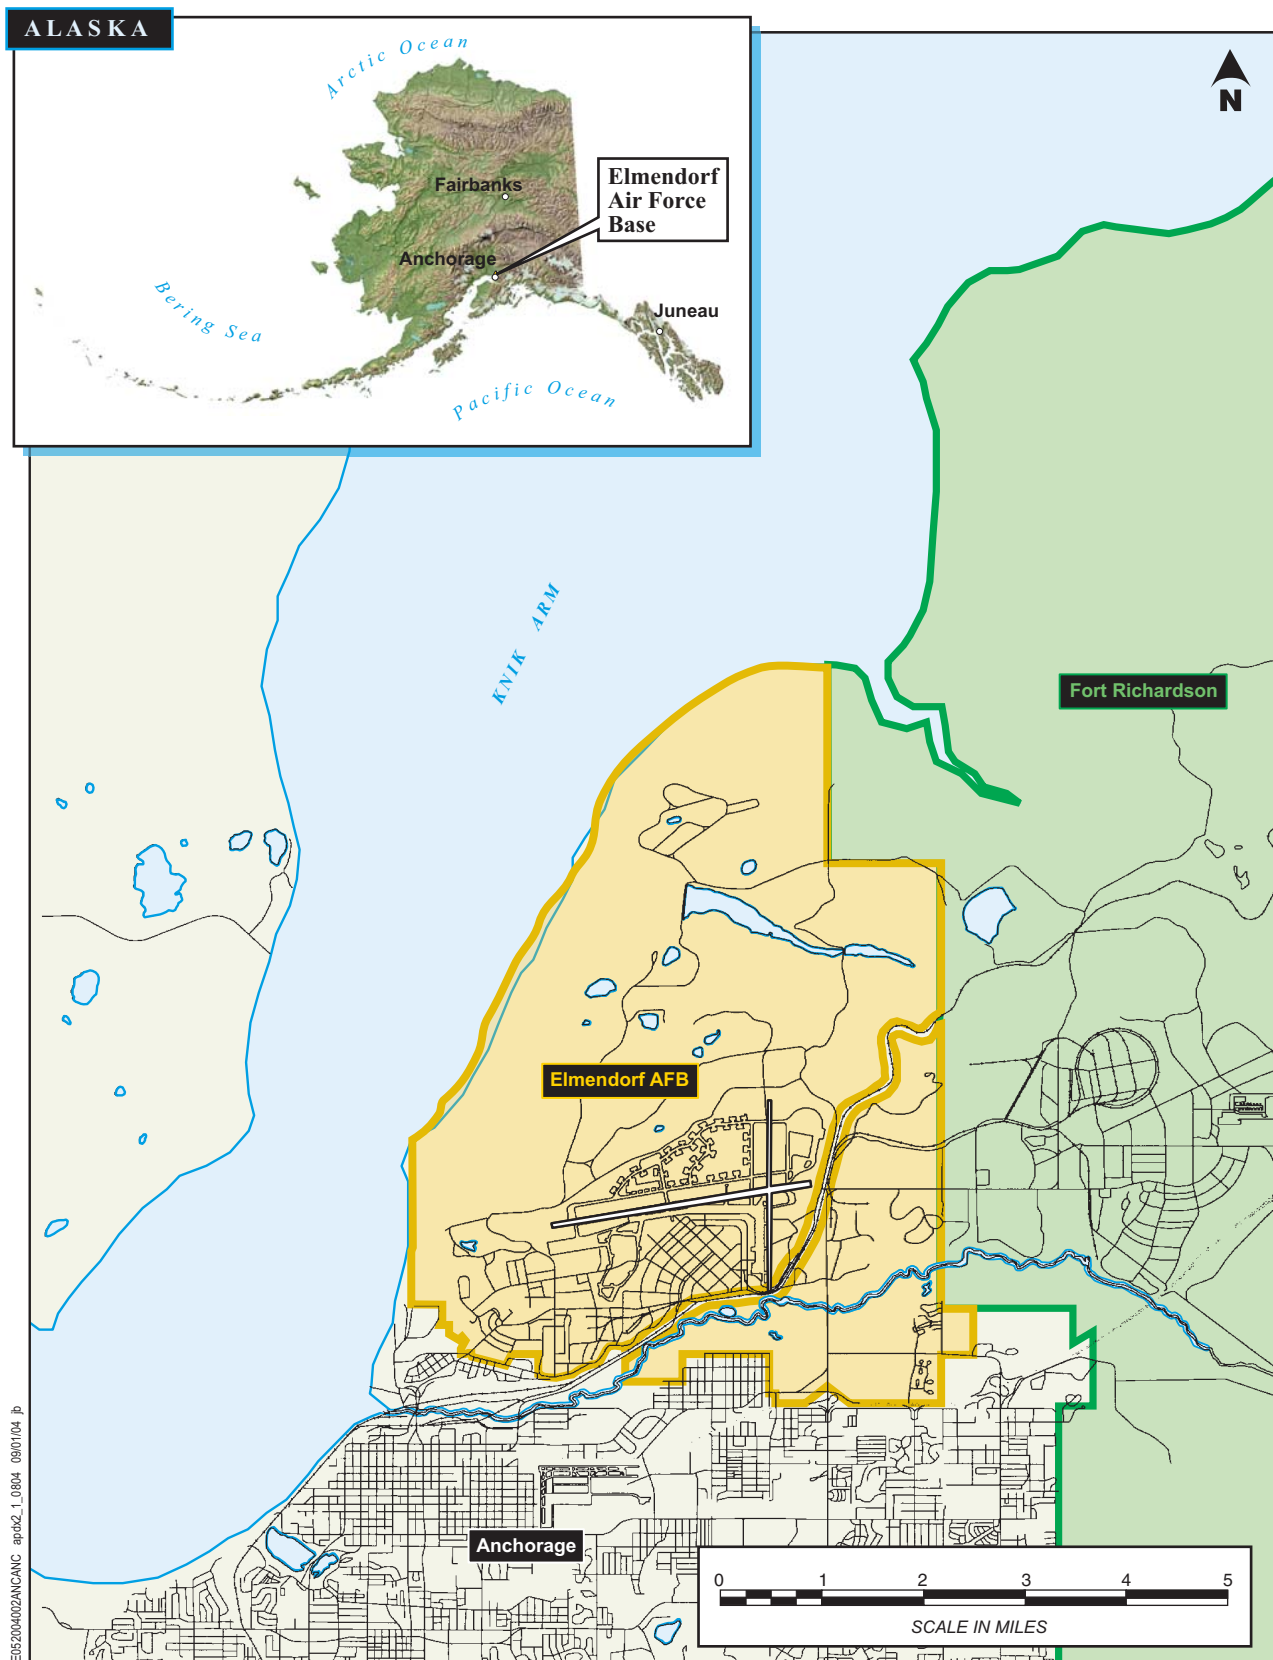 ALASKA
Arctic Ocean
N
Fairbanks
Elmendorf
Air Force
Base
Anchorage
Bering Sea
Juneau
Pacific Ocean
KNIK ARM
Fort Richardson
Elmendorf AFB
Anchorage
0 1 2 3 4 5
SCALE IN MILES
E052004002ANCANC apdx2_1_0804 09/01/04 jb